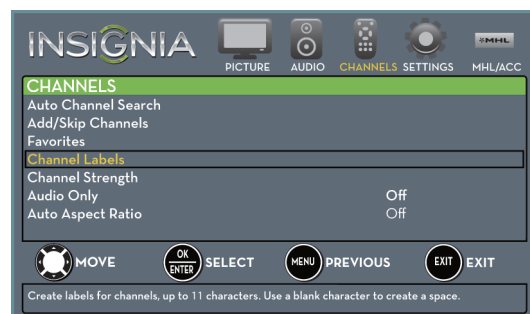 INSIGNIA
PICTURE AUDIO CHANNELS SETTINGS MHL/ACC
MHL
CHANNELS
Auto Channel Search
Add/Skip Channels
Favorites
Channel Labels
Channel Strength
Audio Only Off
Auto Aspect Ratio Off
MOVE OK ENTER SELECT MENU PREVIOUS EXIT EXIT
Create labels for channels, up to 11 characters. Use a blank character to create a space.